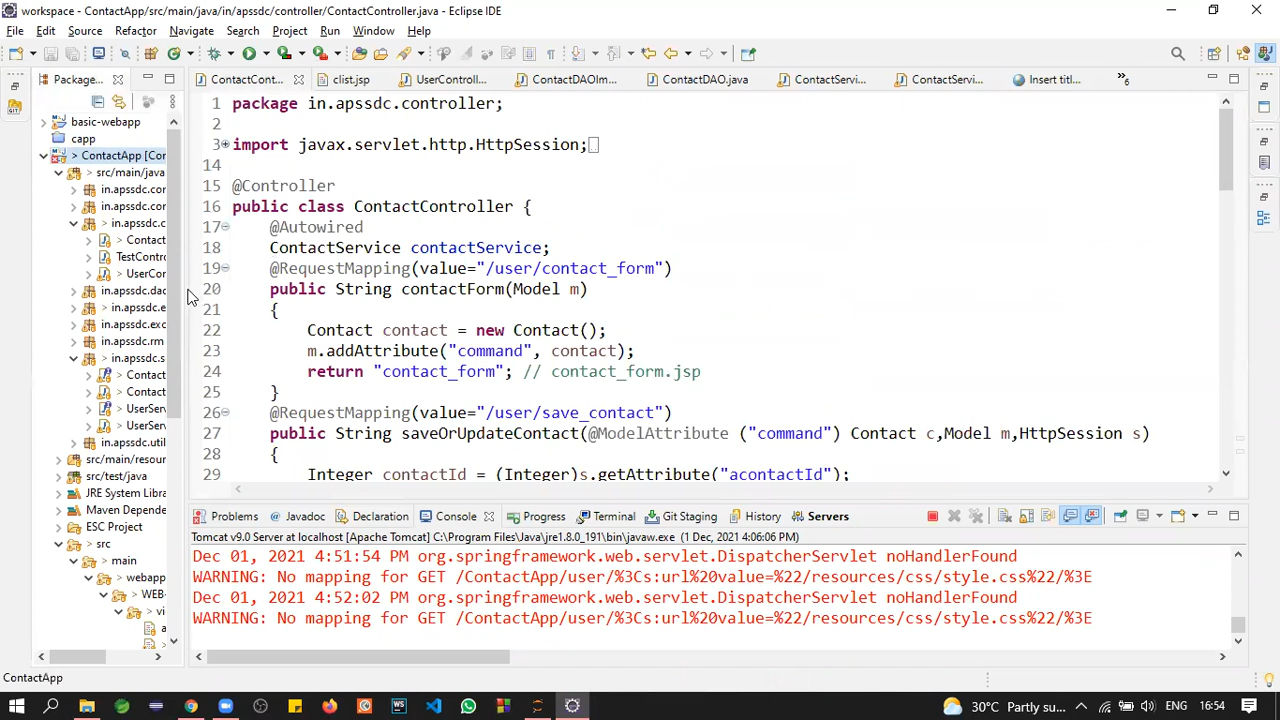 workspace - ContactApp/src/main/java/in/apssdc/controller/ContactController.java - Eclipse IDE
File Edit Source Refactor Navigate Search Project Run Window Help
Package...
ContactCont...
clist.jsp
UserControll...
ContactDAOIm...
ContactDAO.java
ContactServi...
ContactServi...
Insert titl...
»6
basic-webapp
capp
> ContactApp [Cor
src/main/java
in.apssdc.cor
in.apssdc.cor
in.apssdc.c
> Contact
TestContro
> UserCor
in.apssdc.dac
in.apssdc.e
in.apssdc.exc
in.apssdc.rm
in.apssdc.s
> Contact
> Contact
> UserServ
> UserServ
in.apssdc.util
src/main/resour
src/test/java
JRE System Libra
Maven Depende
ESC Project
src
main
webapp
WEB-
vi
a
1 package in.apssdc.controller;
2
3 import javax.servlet.http.HttpSession;
14
15 @Controller
16 public class ContactController {
17 @Autowired
18 ContactService contactService;
19 @RequestMapping(value="/user/contact_form")
20 public String contactForm(Model m)
21 {
22 Contact contact = new Contact();
23 m.addAttribute("command", contact);
24 return "contact_form"; // contact_form.jsp
25 }
26 @RequestMapping(value="/user/save_contact")
27 public String saveOrUpdateContact(@ModelAttribute ("command") Contact c,Model m,HttpSession s)
28 {
29 Integer contactId = (Integer)s.getAttribute("acontactId");
Problems @ Javadoc Declaration Console Progress Terminal Git Staging History Servers
Tomcat v9.0 Server at localhost [Apache Tomcat] C:\Program Files\Java\jre1.8.0_191\bin\javaw.exe (1 Dec, 2021 4:06:06 PM)
Dec 01, 2021 4:51:54 PM org.springframework.web.servlet.DispatcherServlet noHandlerFound
WARNING: No mapping for GET /ContactApp/user/%3Cs:url%20value=%22/resources/css/style.css%22/%3E
Dec 01, 2021 4:52:02 PM org.springframework.web.servlet.DispatcherServlet noHandlerFound
WARNING: No mapping for GET /ContactApp/user/%3Cs:url%20value=%22/resources/css/style.css%22/%3E
ContactApp
30°C Partly su... ENG 16:54